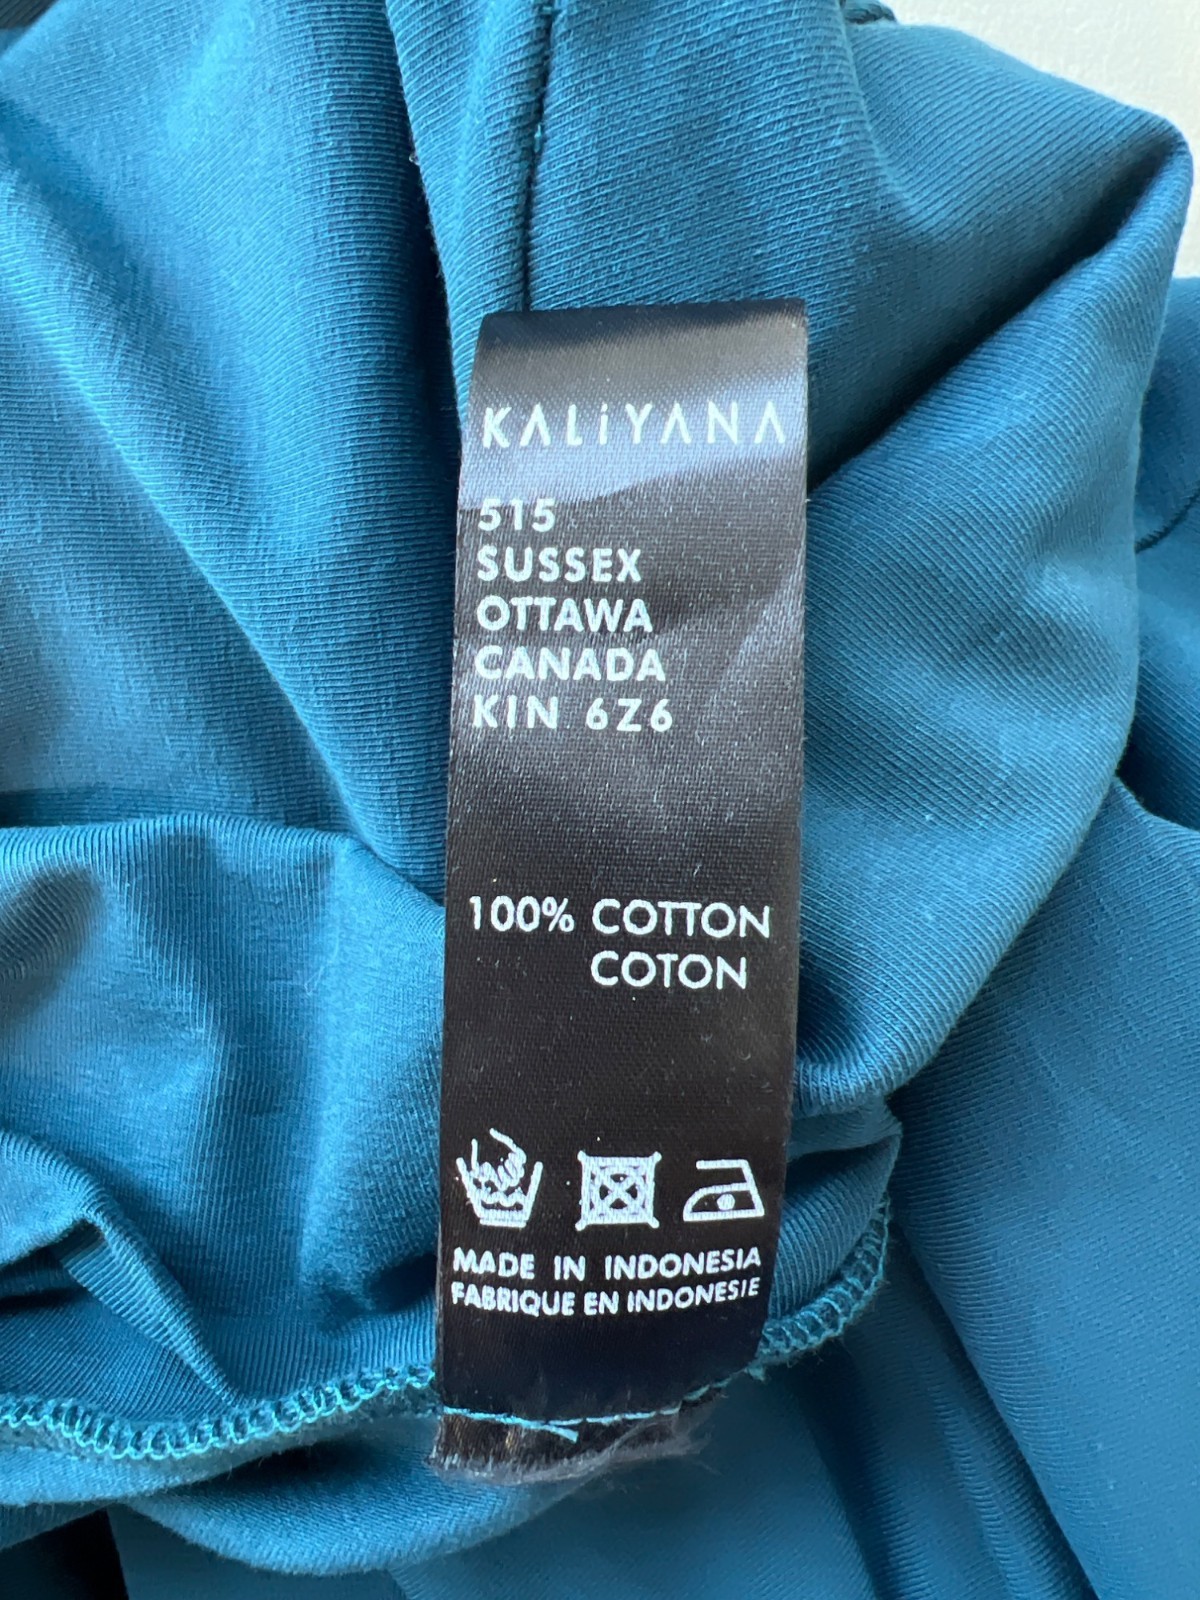 KALiYANA
515
SUSSEX
OTTAWA
CANADA
KIN 6Z6
100% COTTON
COTON
MADE IN INDONESIA
FABRIQUE EN INDONESIE